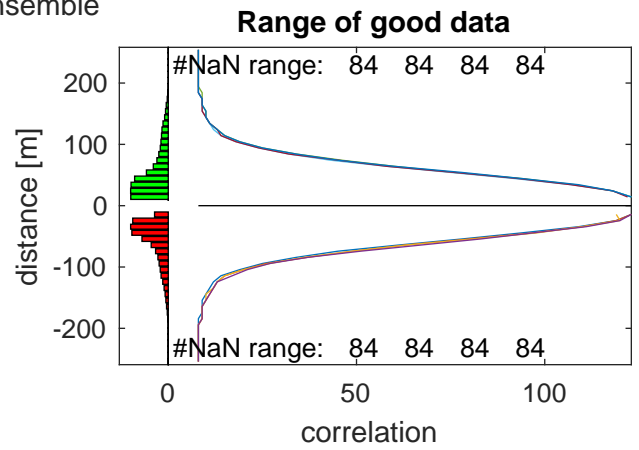 Range of good data
#NaN range: 84 84 84 84
200
100
0
-100
-200
distance [m]
#NaN range: 84 84 84 84
0 50 100
correlation